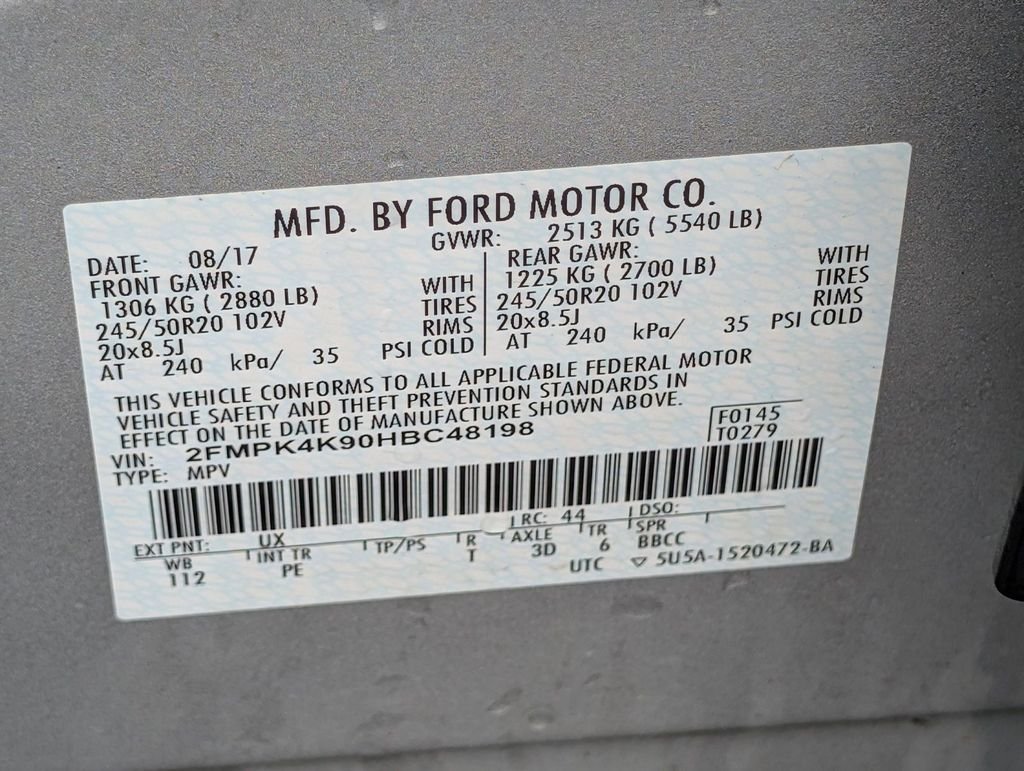 MFD. BY FORD MOTOR CO.
DATE: 08/17 GVWR: 2513 KG ( 5540 LB)
FRONT GAWR: WITH
1306 KG ( 2880 LB) TIRES
245/50R20 102V RIMS
20x8.5J
AT 240 kPa/ 35 PSI COLD
REAR GAWR: WITH
1225 KG ( 2700 LB) TIRES
245/50R20 102V RIMS
20x8.5J
AT 240 kPa/ 35 PSI COLD
THIS VEHICLE CONFORMS TO ALL APPLICABLE FEDERAL MOTOR
VEHICLE SAFETY AND THEFT PREVENTION STANDARDS IN
EFFECT ON THE DATE OF MANUFACTURE SHOWN ABOVE.
VIN: 2FMPK4K90HBC48198
TYPE: MPV
F0145
T0279
EXT PNT: UX RC: 44 DSO:
WB INT TR TP/PS R AXLE TR SPR
112 PE T 3D 6 BBCC
UTC ▽ 5U5A-1520472-BA